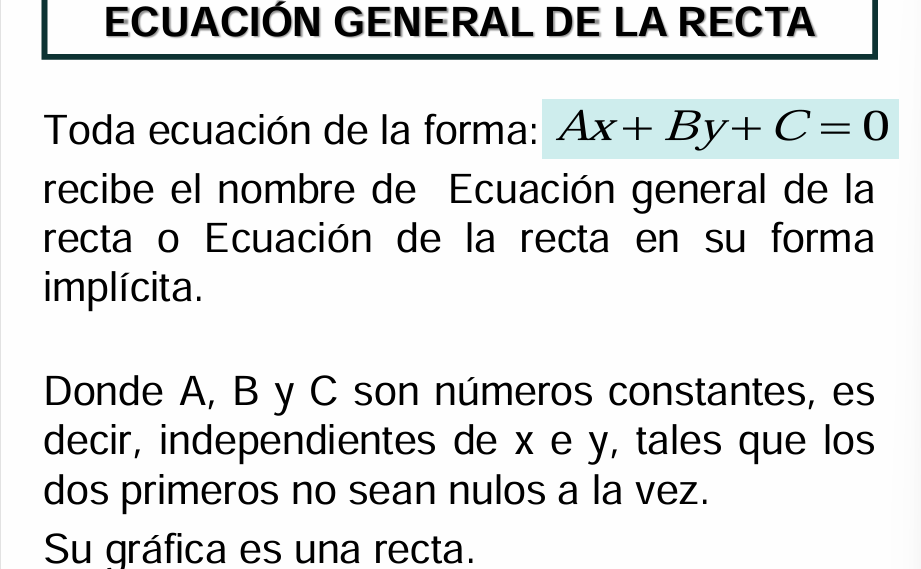 ECUACIÓN GENERAL DE LA RECTA
Toda ecuación de la forma: Ax + By + C = 0
recibe el nombre de Ecuación general de la
recta o Ecuación de la recta en su forma
implícita.
Donde A, B y C son números constantes, es
decir, independientes de x e y, tales que los
dos primeros no sean nulos a la vez.
Su gráfica es una recta.